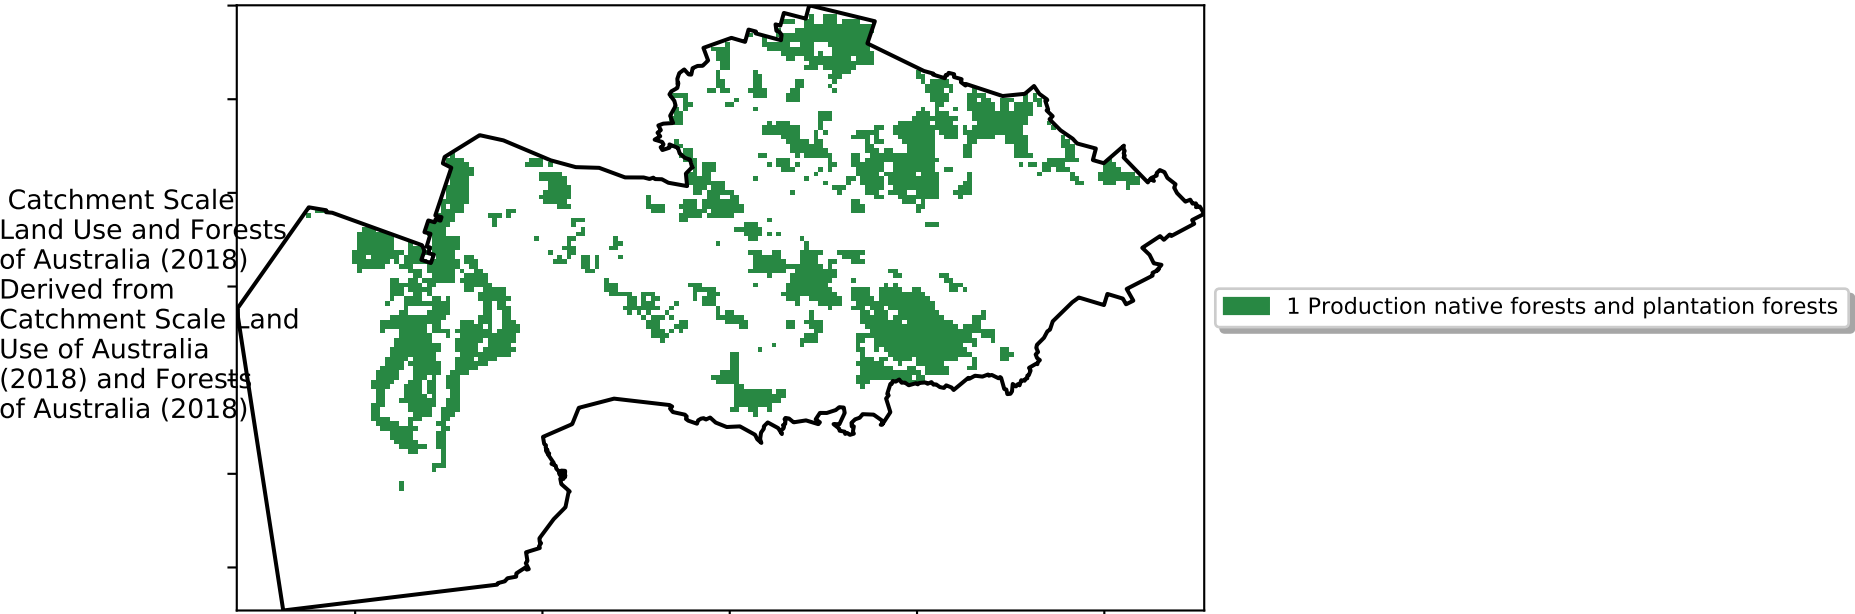 Catchment Scale
Land Use and Forests
of Australia (2018)
Derived from
Catchment Scale Land
Use of Australia
(2018) and Forests
of Australia (2018)
1 Production native forests and plantation forests